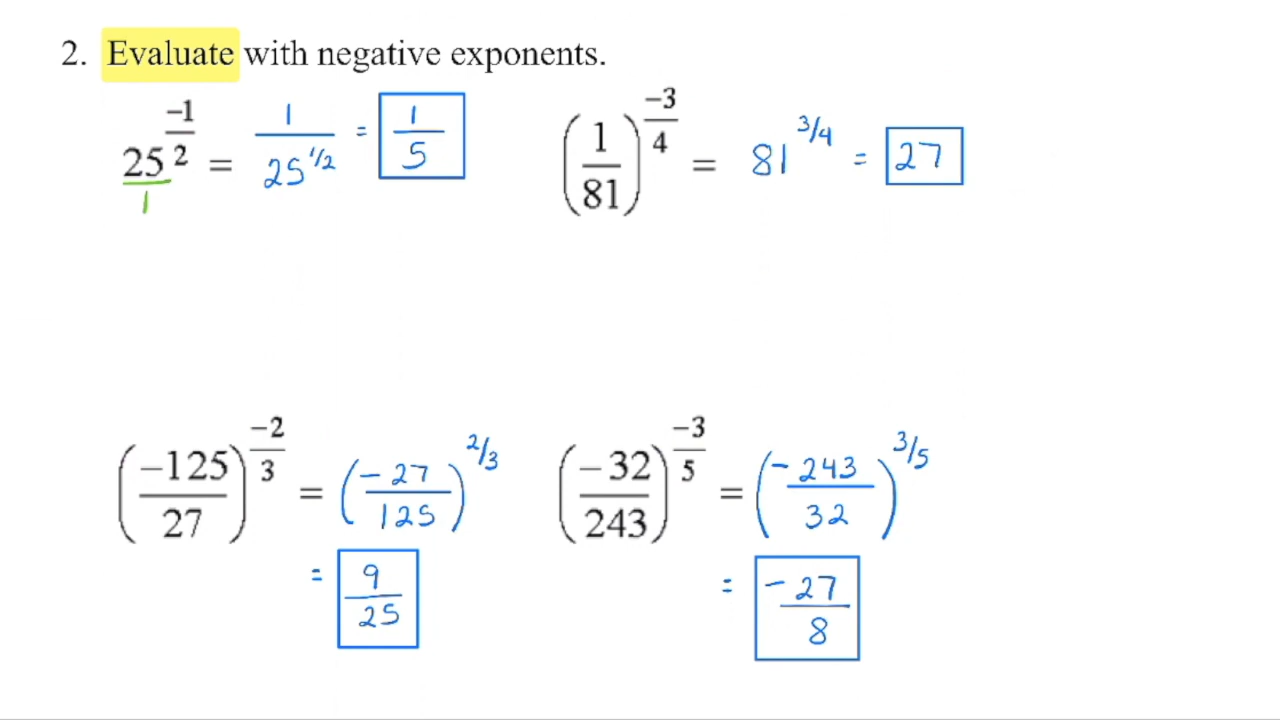 2. Evaluate with negative exponents.
25^(-1/2) = 1/25^(1/2) = 1/5
1
(1/81)^(-3/4) = 81^(3/4) = 27
(-125/27)^(-2/3) = (-27/125)^(2/3)
= 9/25
(-32/243)^(-3/5) = (-243/32)^(3/5)
= -27/8